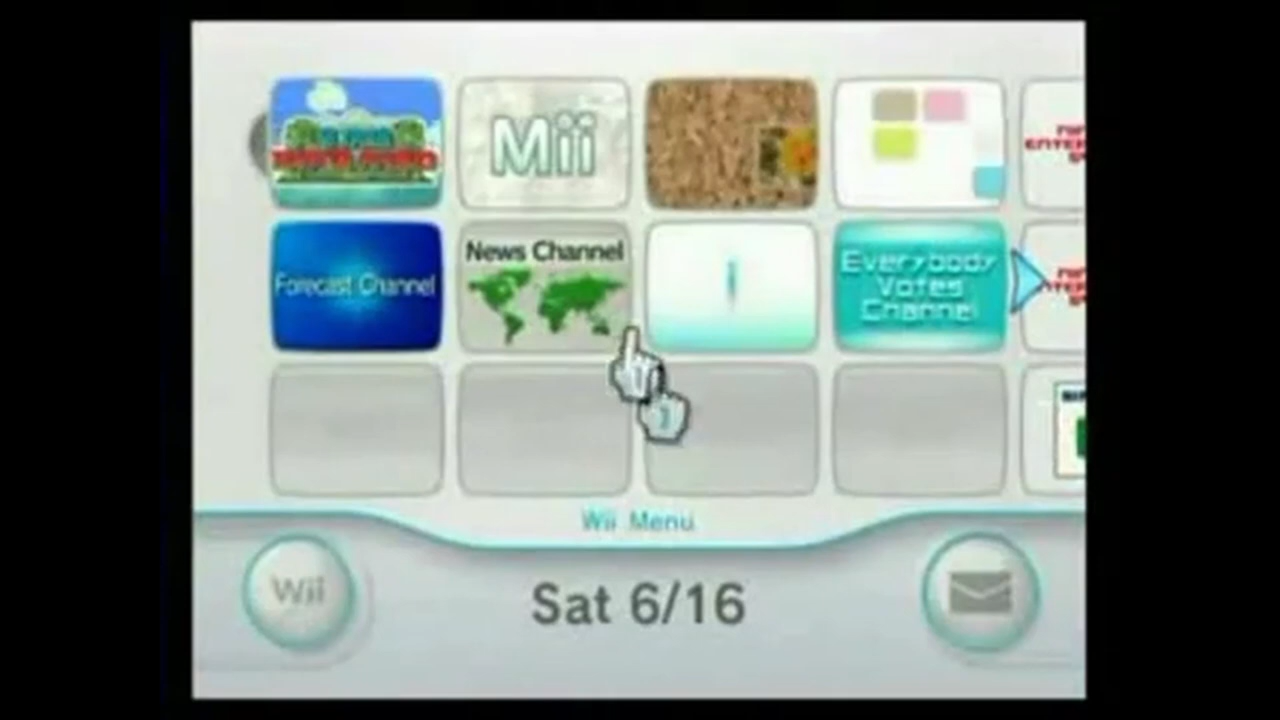 Mii
Forecast Channel
News Channel
i
Everybody
Votes
Channel
Wii Menu
Wii
Sat 6/16